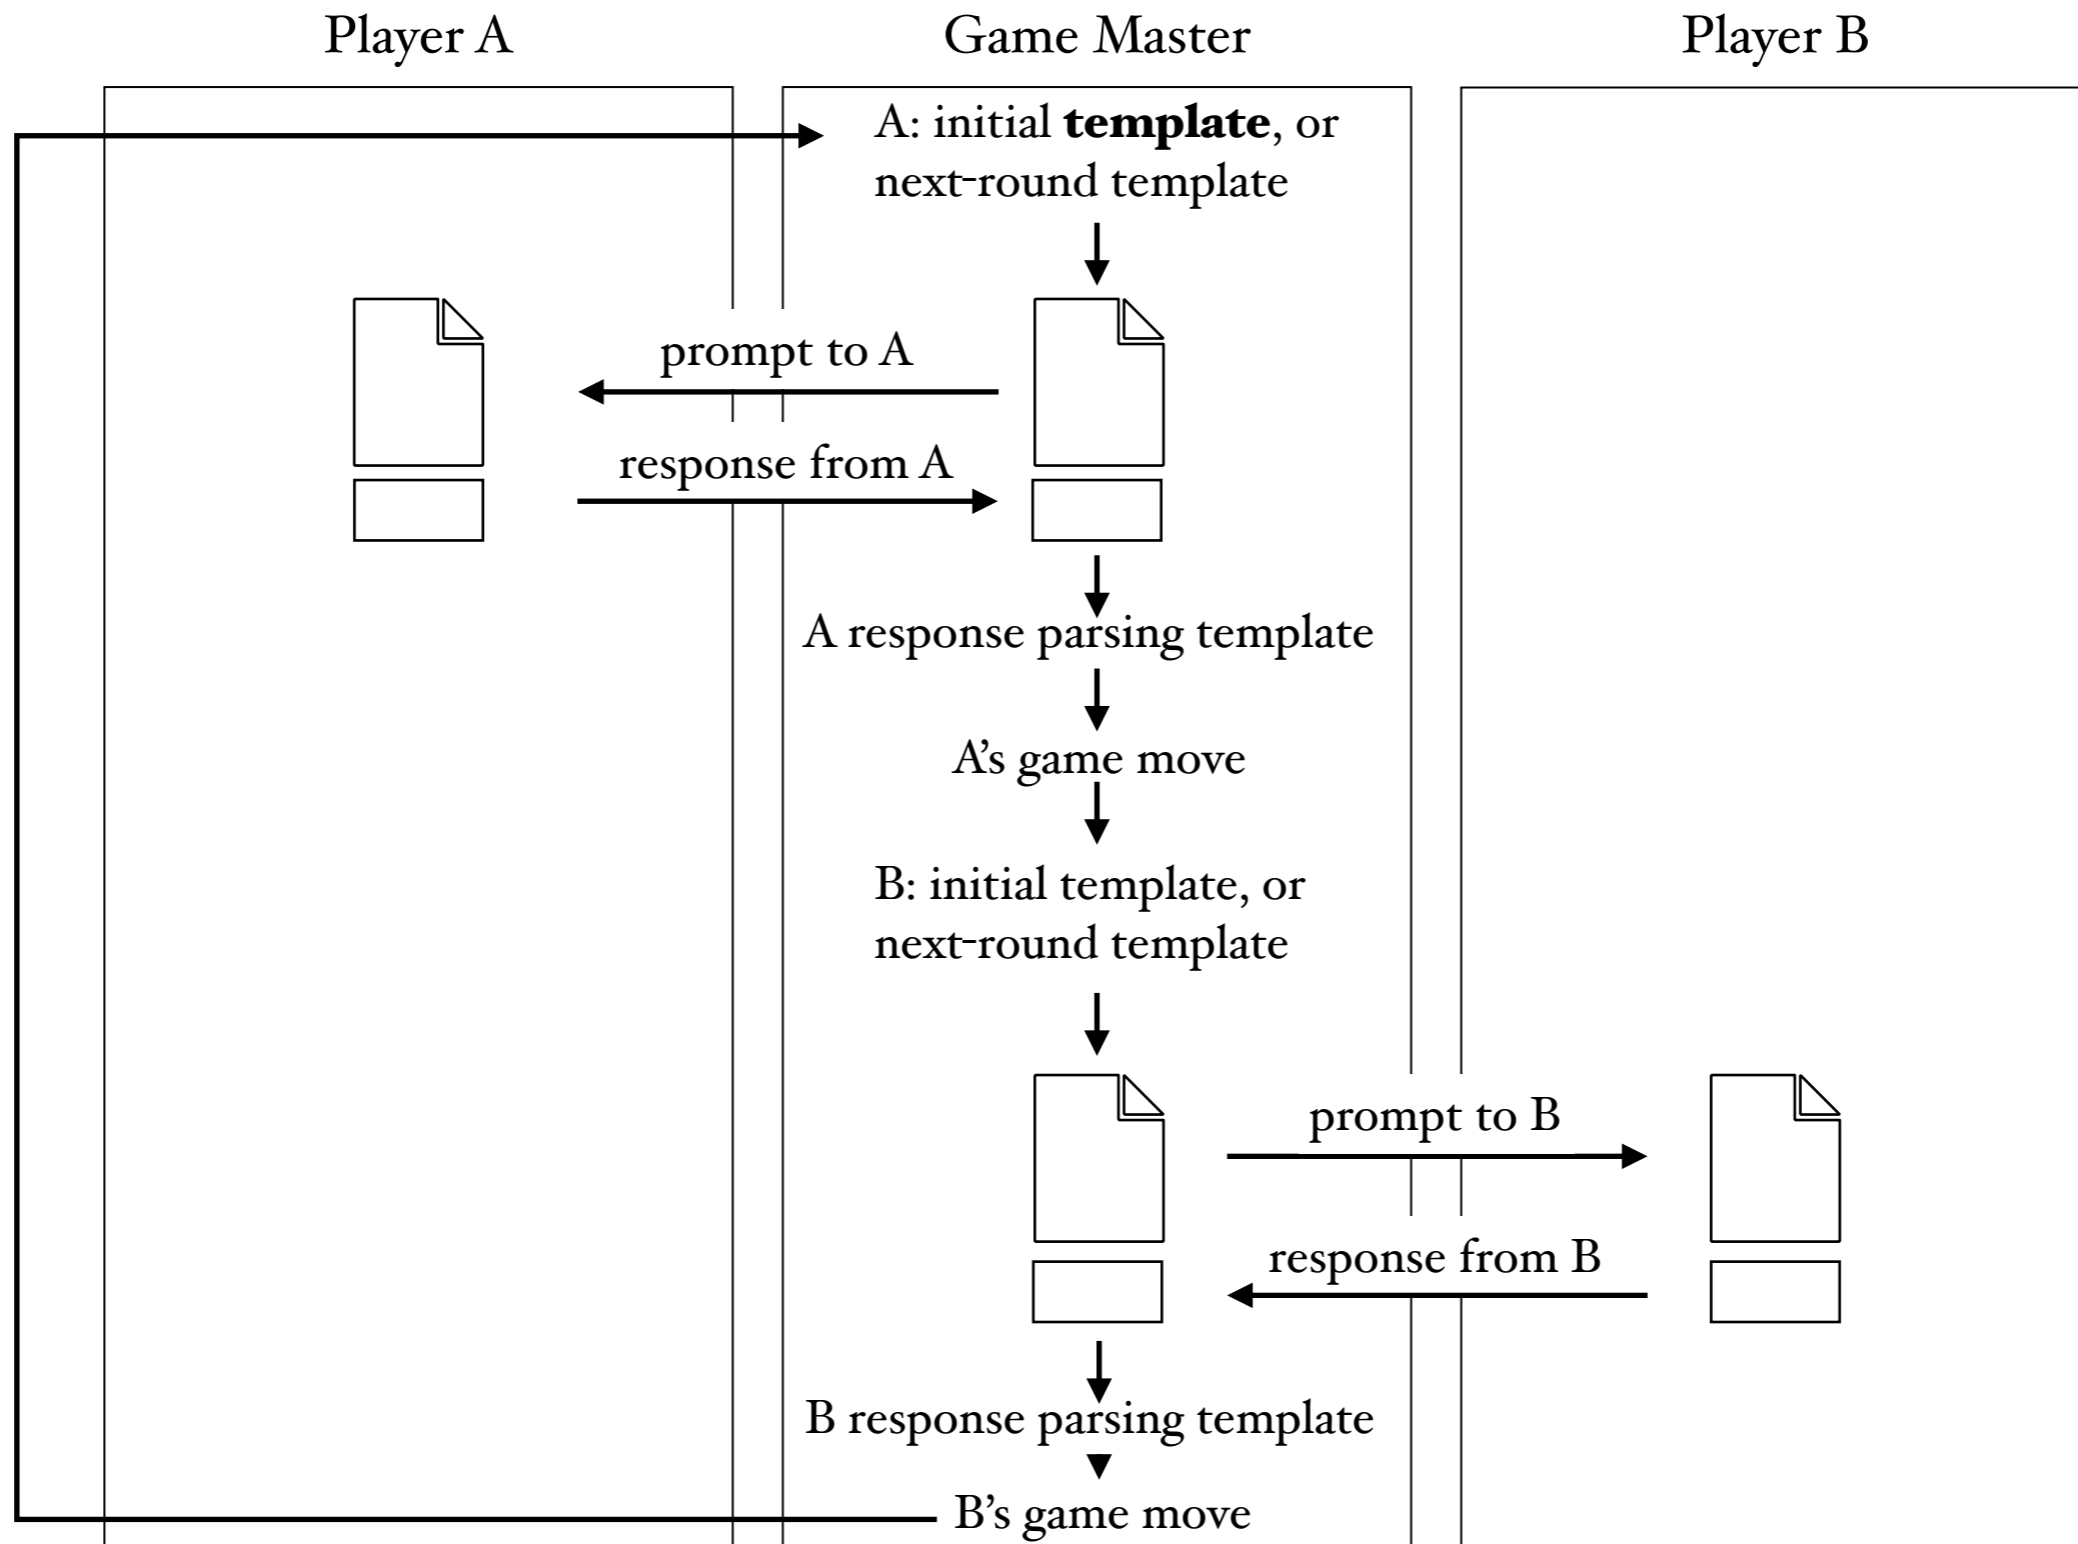 Player A
Game Master
Player B
A: initial template, or
next-round template
prompt to A
response from A
A response parsing template
A’s game move
B: initial template, or
next-round template
prompt to B
response from B
B response parsing template
B’s game move